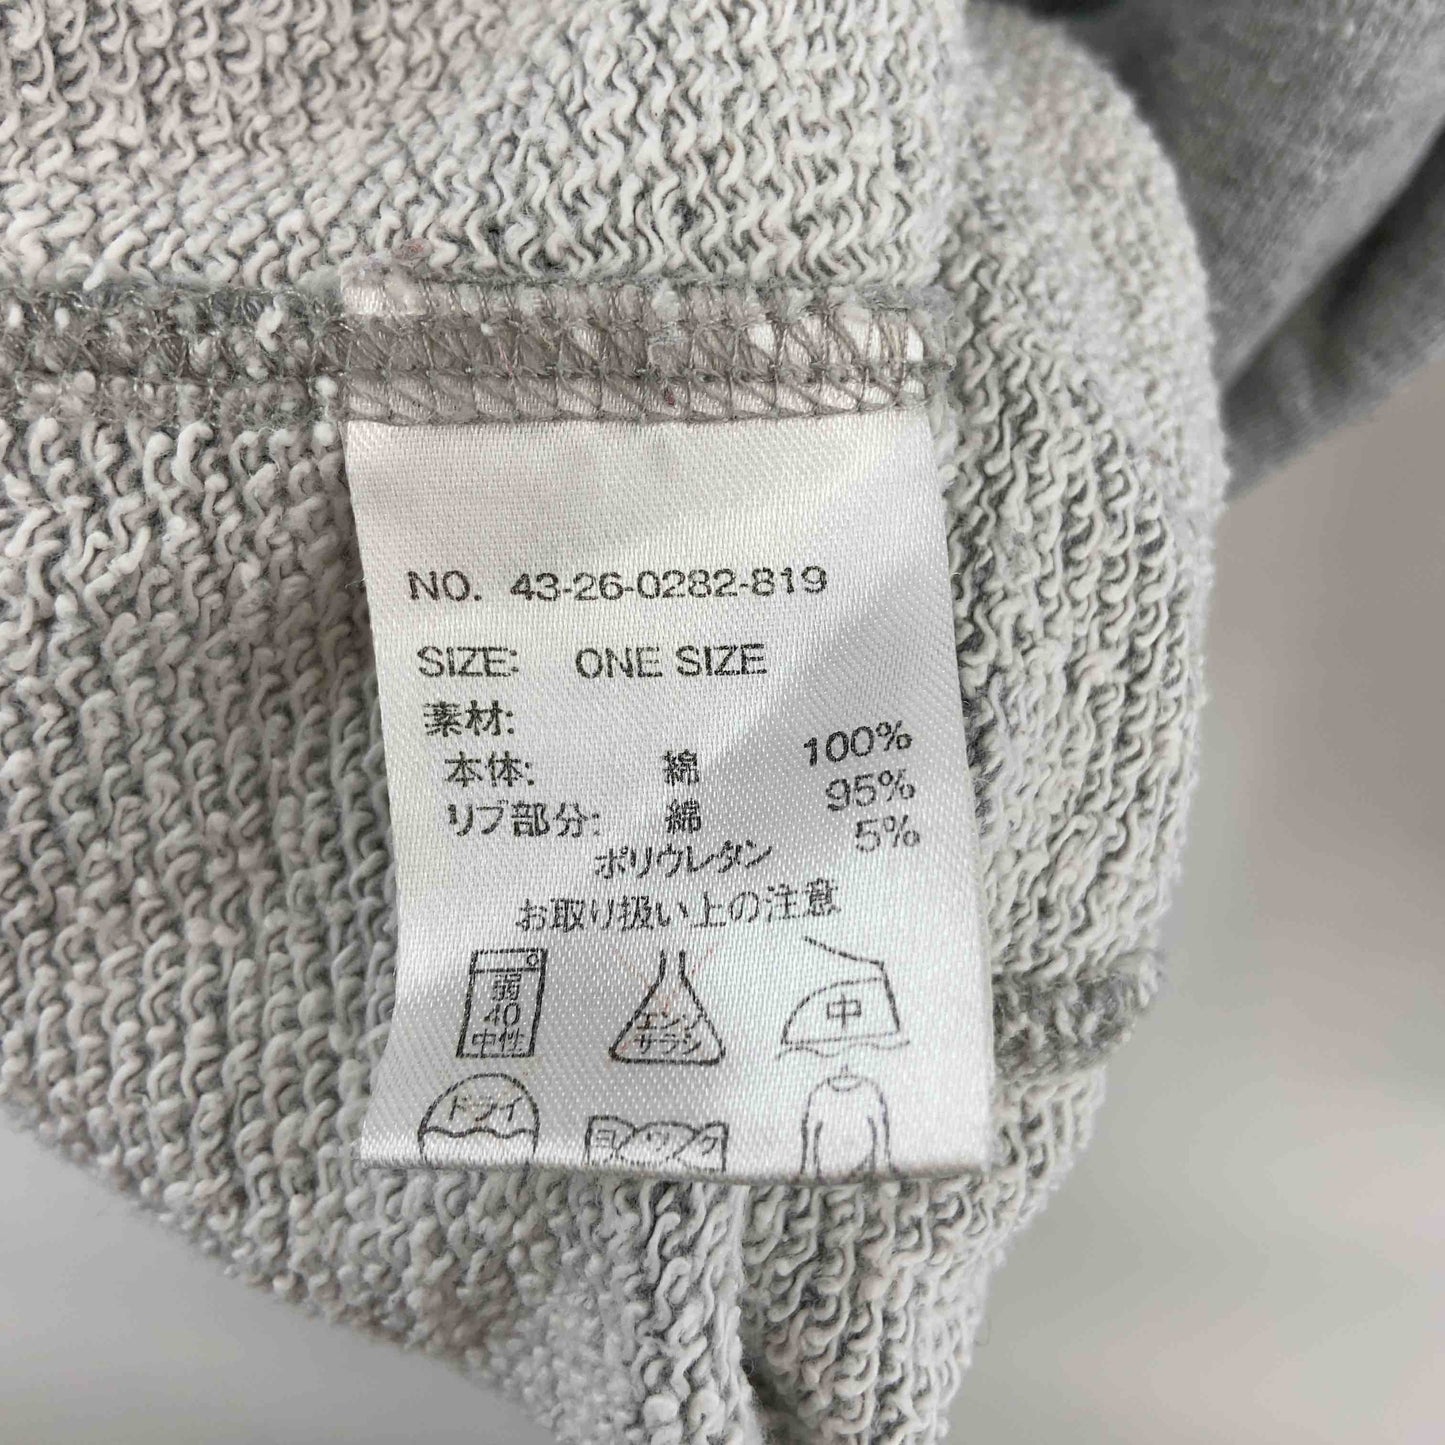 NO. 43-26-0282-819
SIZE: ONE SIZE
素材:
本体: 綿 100%
リブ部分: 綿 95%
ポリウレタン 5%
お取り扱い上の注意
弱
40
中性
エンソ
サラシ
中
ドライ
ヨレ